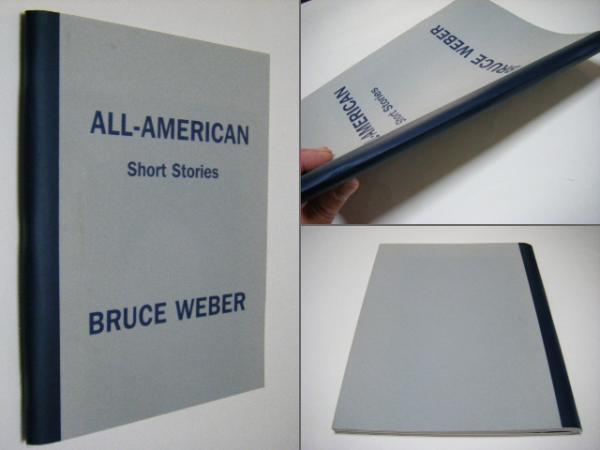 ALL-AMERICAN
Short Stories
BRUCE WEBER
BRUCE WEBER
Short Stories
-AMERICAN